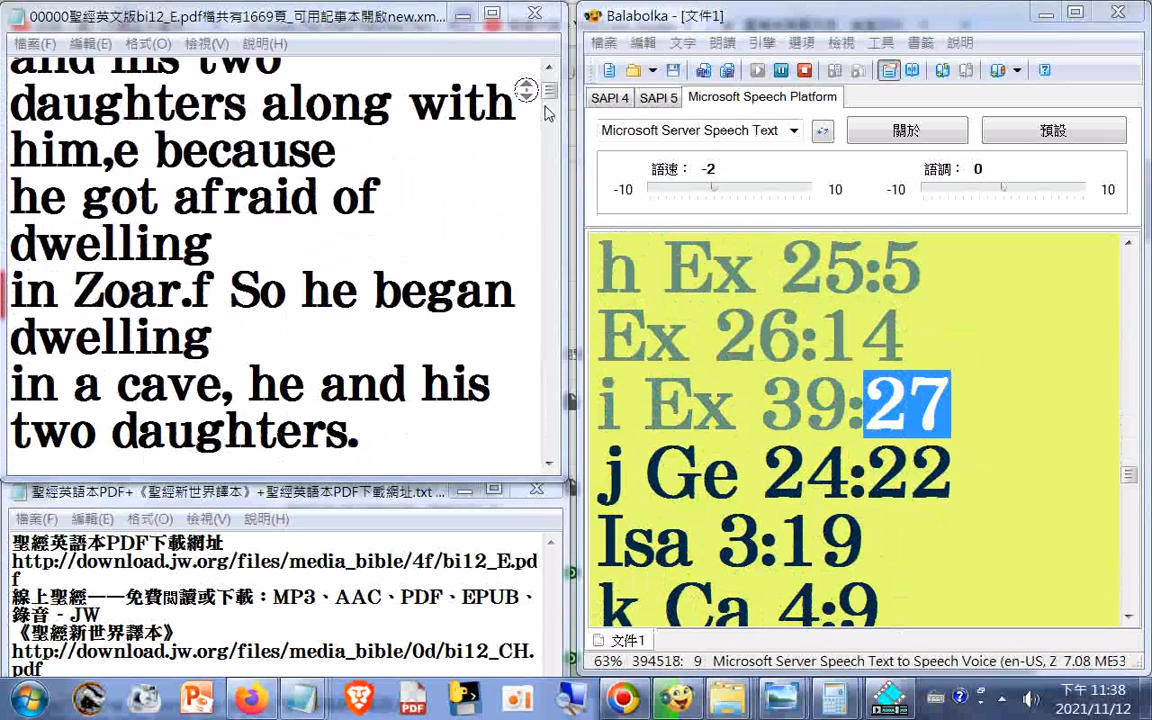 00000聖經英文版bi12_E.pdf檔共有1669頁_可用記事本開啟new.xm...
檔案(F) 編輯(E) 格式(O) 檢視(V) 說明(H)
and his two
daughters along with
him,e because
he got afraid of
dwelling
in Zoar.f So he began
dwelling
in a cave, he and his
two daughters.
聖經英語本PDF+《聖經新世界譯本》+聖經英語本PDF下載網址.txt ...
檔案(F) 編輯(E) 格式(O) 檢視(V) 說明(H)
聖經英語本PDF下載網址
http://download.jw.org/files/media_bible/4f/bi12_E.pd
f
線上聖經——免費閱讀或下載：MP3、AAC、PDF、EPUB、
錄音 - JW
《聖經新世界譯本》
http://download.jw.org/files/media_bible/0d/bi12_CH.
pdf
Balabolka - [文件1]
檔案 編輯 文字 朗讀 引擎 選項 檢視 工具 書籤 說明
SAPI 4 SAPI 5 Microsoft Speech Platform
Microsoft Server Speech Text 關於 預設
語速： -2 語調： 0
-10 10 -10 10
h Ex 25:5
Ex 26:14
i Ex 39:27
j Ge 24:22
Isa 3:19
k Ca 4:9
文件1
63% 394518: 9 Microsoft Server Speech Text to Speech Voice (en-US, Z 7.08 ME53
下午 11:38
2021/11/12